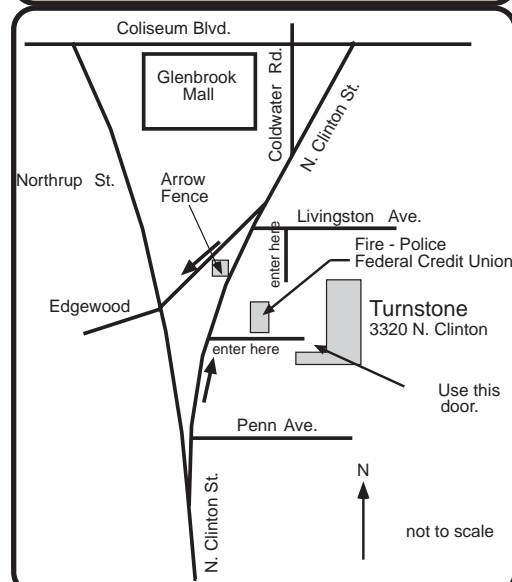 Coliseum Blvd.
Glenbrook
Mall
Coldwater Rd.
N. Clinton St.
Northrup St.
Arrow
Fence
Livingston Ave.
enter here
Fire - Police
Federal Credit Union
Edgewood
Turnstone
3320 N. Clinton
enter here
Use this
door.
Penn Ave.
N
N. Clinton St.
not to scale